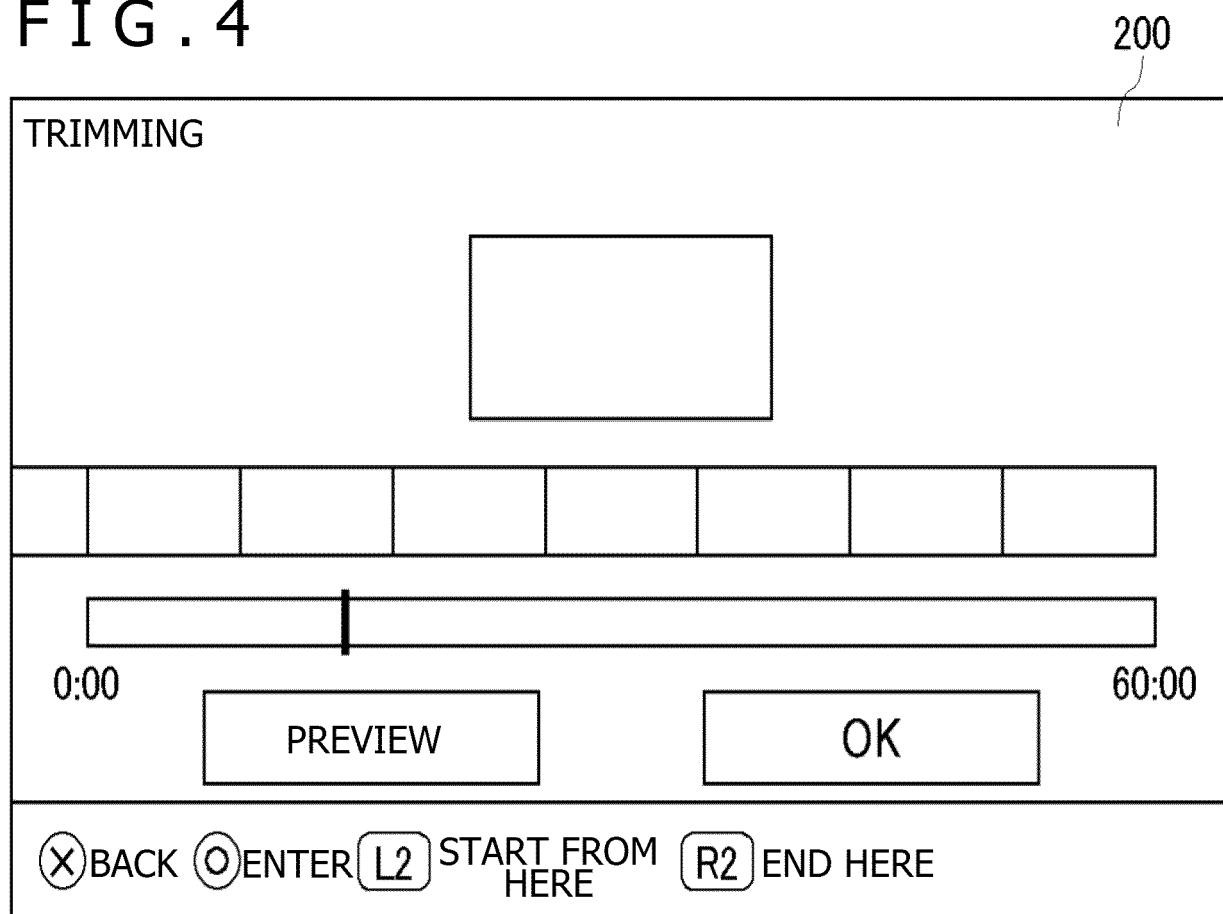 FIG.4
200
TRIMMING
0:00
60:00
PREVIEW
OK
X BACK O ENTER L2 START FROM HERE R2 END HERE